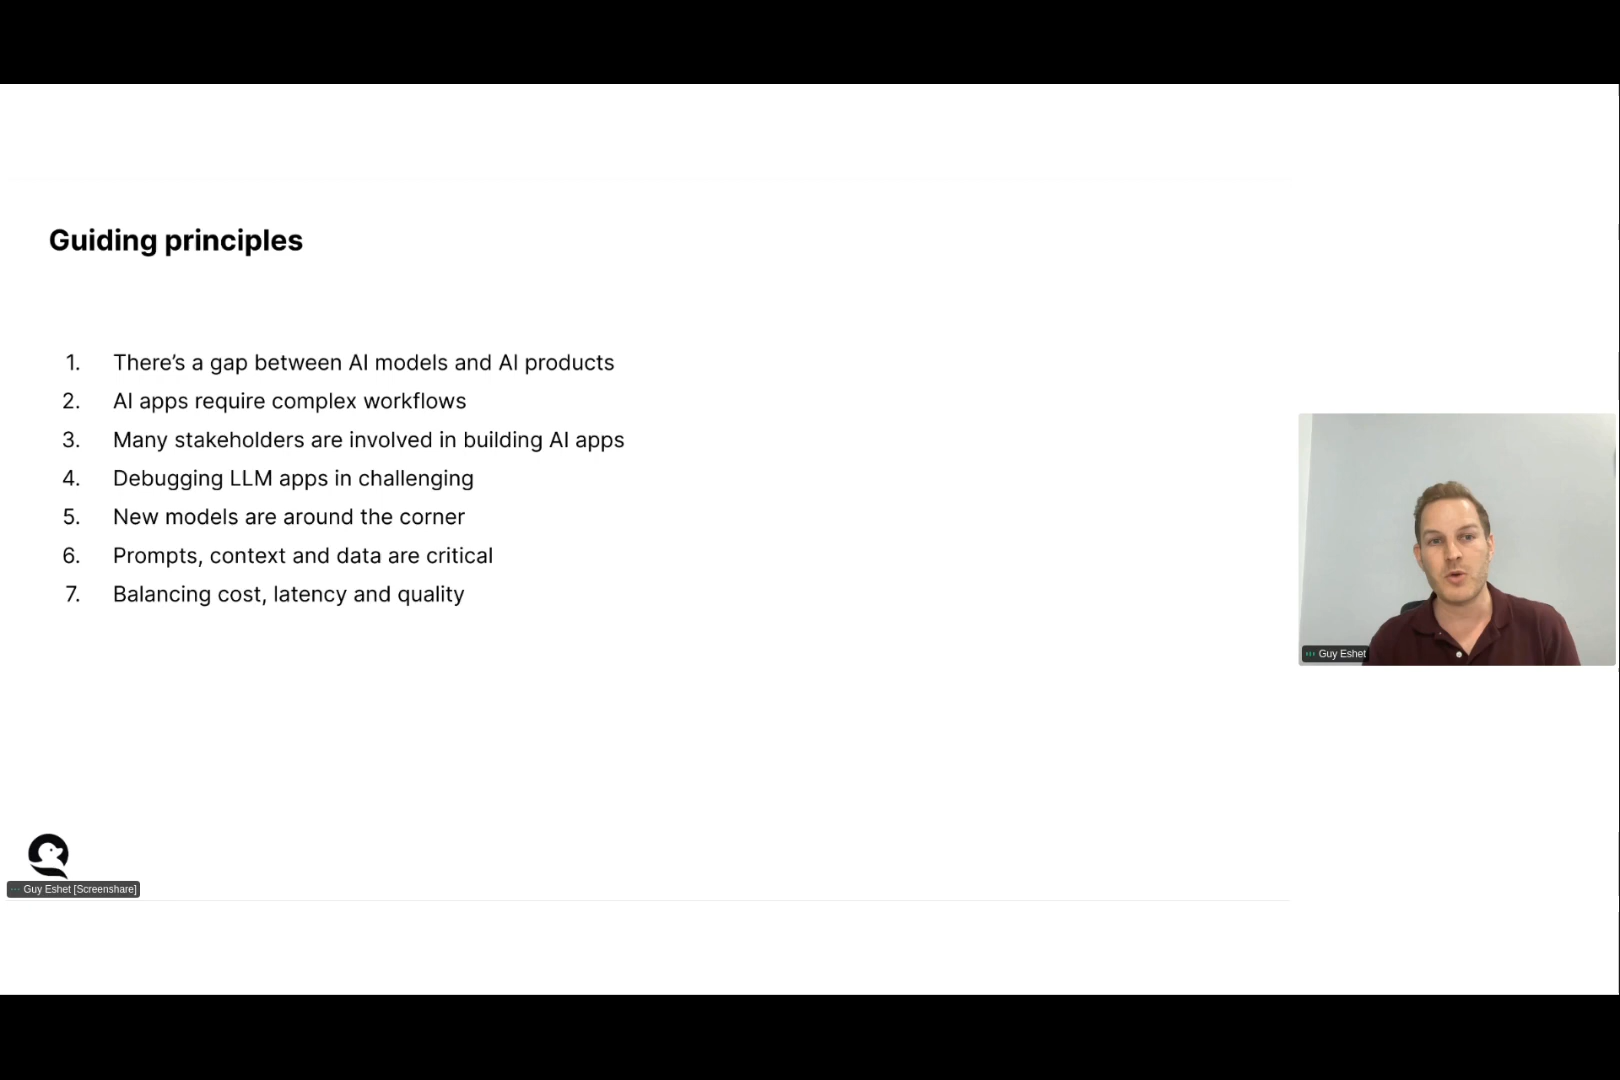 Guiding principles
1. There’s a gap between AI models and AI products
2. AI apps require complex workflows
3. Many stakeholders are involved in building AI apps
4. Debugging LLM apps in challenging
5. New models are around the corner
6. Prompts, context and data are critical
7. Balancing cost, latency and quality
Guy Eshet
Guy Eshet [Screenshare]